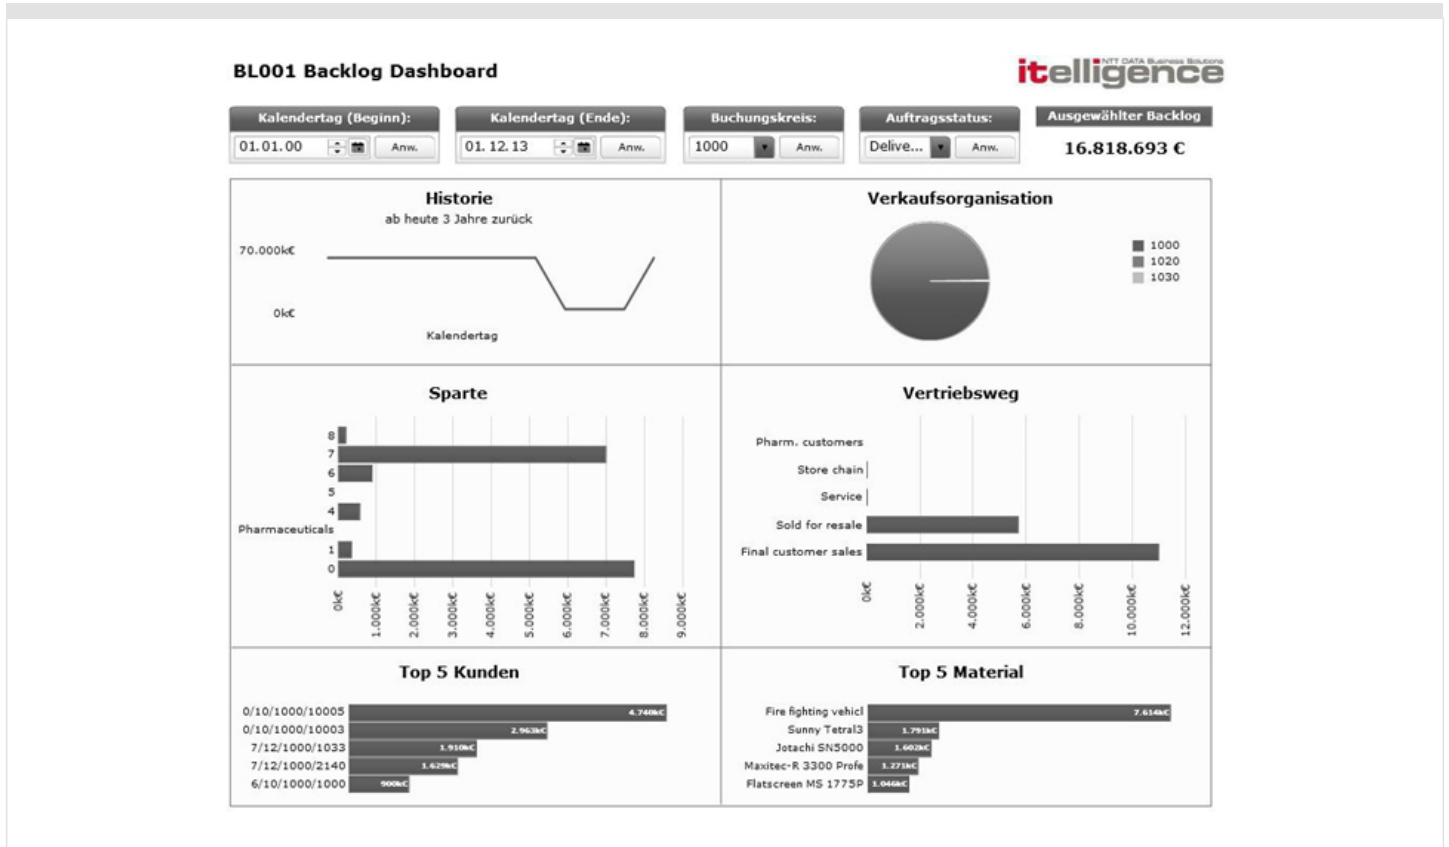 BL001 Backlog Dashboard
NTT DATA Business Solutions
itelligence
Kalendertag (Beginn):
Kalendertag (Ende):
Buchungskreis:
Auftragsstatus:
Ausgewählter Backlog
01.01.00
Anw.
01.12.13
Anw.
1000
Anw.
Delive...
Anw.
16.818.693 €
Historie
ab heute 3 Jahre zurück
70.000k€
0k€
Kalendertag
Verkaufsorganisation
1000
1020
1030
Sparte
8
7
6
5
4
Pharmaceuticals
1
0
0k€
1.000k€
2.000k€
3.000k€
4.000k€
5.000k€
6.000k€
7.000k€
8.000k€
9.000k€
Vertriebsweg
Pharm. customers
Store chain
Service
Sold for resale
Final customer sales
0k€
2.000k€
4.000k€
6.000k€
8.000k€
10.000k€
12.000k€
Top 5 Kunden
0/10/1000/10005 4.740k€
0/10/1000/10003 2.963k€
7/12/1000/1033 1.910k€
7/12/1000/2140 1.629k€
6/10/1000/1000 900k€
Top 5 Material
Fire fighting vehicl 7.614k€
Sunny Tetral3 1.791k€
Jotachi SN5000 1.602k€
Maxitec-R 3300 Profe 1.271k€
Flatscreen MS 1775P 1.046k€